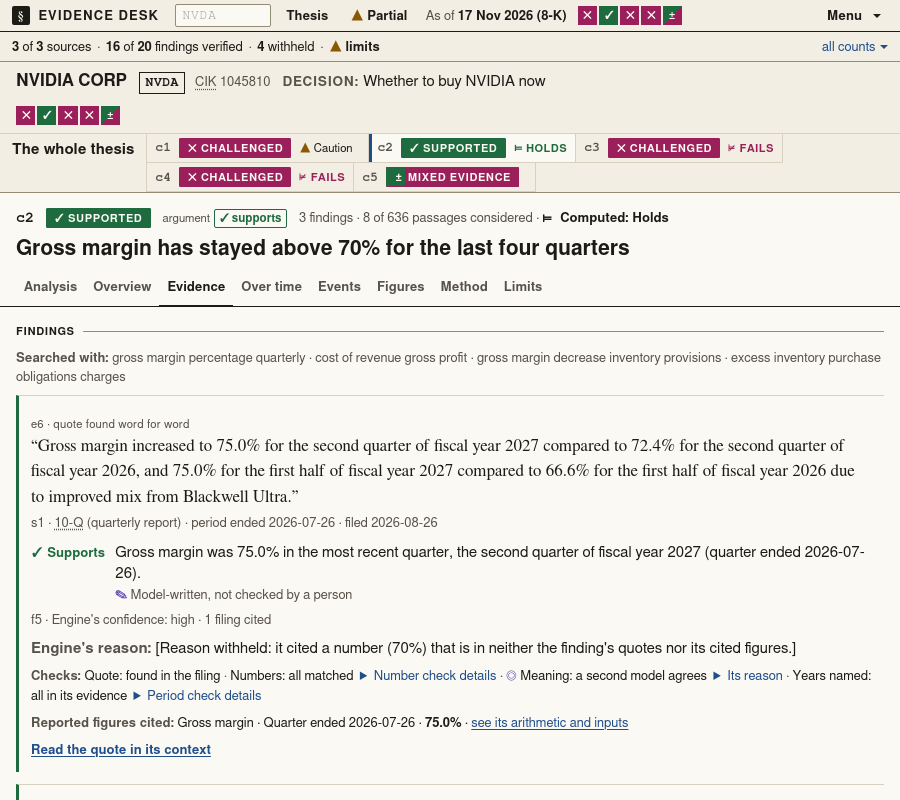 § EVIDENCE DESK NVDA Thesis ▲ Partial As of 17 Nov 2026 (8-K) ✕ ✓ ✕ ✕ ± Menu
3 of 3 sources · 16 of 20 findings verified · 4 withheld · ▲ limits all counts
NVIDIA CORP NVDA CIK 1045810 DECISION: Whether to buy NVIDIA now
✕ ✓ ✕ ✕ ±
The whole thesis c1 ✕ CHALLENGED ▲ Caution c2 ✓ SUPPORTED ⊨ HOLDS c3 ✕ CHALLENGED ⊭ FAILS
c4 ✕ CHALLENGED ⊭ FAILS c5 ± MIXED EVIDENCE
c2 ✓ SUPPORTED argument ✓ supports 3 findings · 8 of 636 passages considered · ⊨ Computed: Holds
Gross margin has stayed above 70% for the last four quarters
Analysis Overview Evidence Over time Events Figures Method Limits
FINDINGS
Searched with: gross margin percentage quarterly · cost of revenue gross profit · gross margin decrease inventory provisions · excess inventory purchase
obligations charges
e6 · quote found word for word
“Gross margin increased to 75.0% for the second quarter of fiscal year 2027 compared to 72.4% for the second quarter of
fiscal year 2026, and 75.0% for the first half of fiscal year 2027 compared to 66.6% for the first half of fiscal year 2026 due
to improved mix from Blackwell Ultra.”
s1 · 10-Q (quarterly report) · period ended 2026-07-26 · filed 2026-08-26
✓ Supports Gross margin was 75.0% in the most recent quarter, the second quarter of fiscal year 2027 (quarter ended 2026-07-
26).
✎ Model-written, not checked by a person
f5 · Engine's confidence: high · 1 filing cited
Engine's reason: [Reason withheld: it cited a number (70%) that is in neither the finding's quotes nor its cited figures.]
Checks: Quote: found in the filing · Numbers: all matched ▶ Number check details · ◎ Meaning: a second model agrees ▶ Its reason · Years named:
all in its evidence ▶ Period check details
Reported figures cited: Gross margin · Quarter ended 2026-07-26 · 75.0% · see its arithmetic and inputs
Read the quote in its context